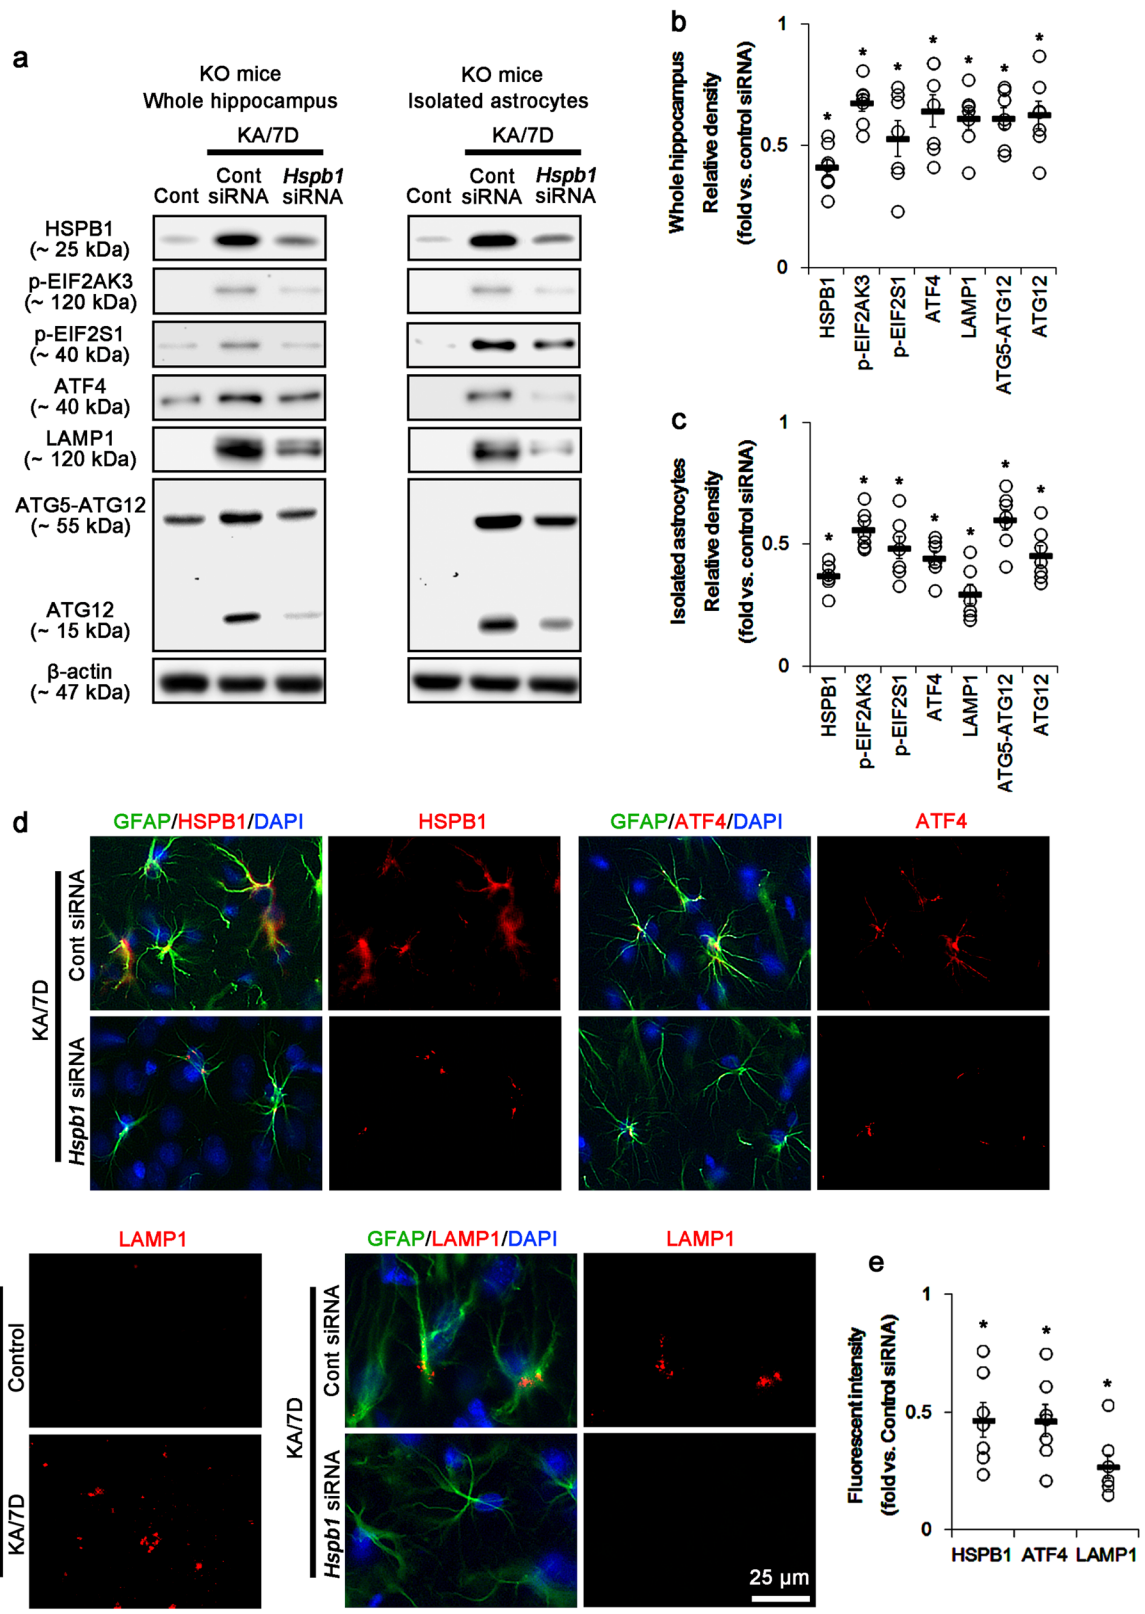 a
KO mice
Whole hippocampus
KO mice
Isolated astrocytes
KA/7D
KA/7D
Cont
Cont
siRNA
Hspb1
siRNA
Cont
Cont
siRNA
Hspb1
siRNA
HSPB1
(~ 25 kDa)
p-EIF2AK3
(~ 120 kDa)
p-EIF2S1
(~ 40 kDa)
ATF4
(~ 40 kDa)
LAMP1
(~ 120 kDa)
ATG5-ATG12
(~ 55 kDa)
ATG12
(~ 15 kDa)
β-actin
(~ 47 kDa)
b
Whole hippocampus
Relative density
(fold vs. control siRNA)
1
0.5
0
* * * * * * *
HSPB1
p-EIF2AK3
p-EIF2S1
ATF4
LAMP1
ATG5-ATG12
ATG12
c
Isolated astrocytes
Relative density
(fold vs. control siRNA)
1
0.5
0
* * * * * * *
HSPB1
p-EIF2AK3
p-EIF2S1
ATF4
LAMP1
ATG5-ATG12
ATG12
d
GFAP/HSPB1/DAPI
HSPB1
GFAP/ATF4/DAPI
ATF4
KA/7D
Cont siRNA
Hspb1 siRNA
LAMP1
Control
KA/7D
GFAP/LAMP1/DAPI
LAMP1
KA/7D
Cont siRNA
Hspb1 siRNA
25 µm
e
Fluorescent intensity
(fold vs. Control siRNA)
1
0.5
0
* * *
HSPB1 ATF4 LAMP1